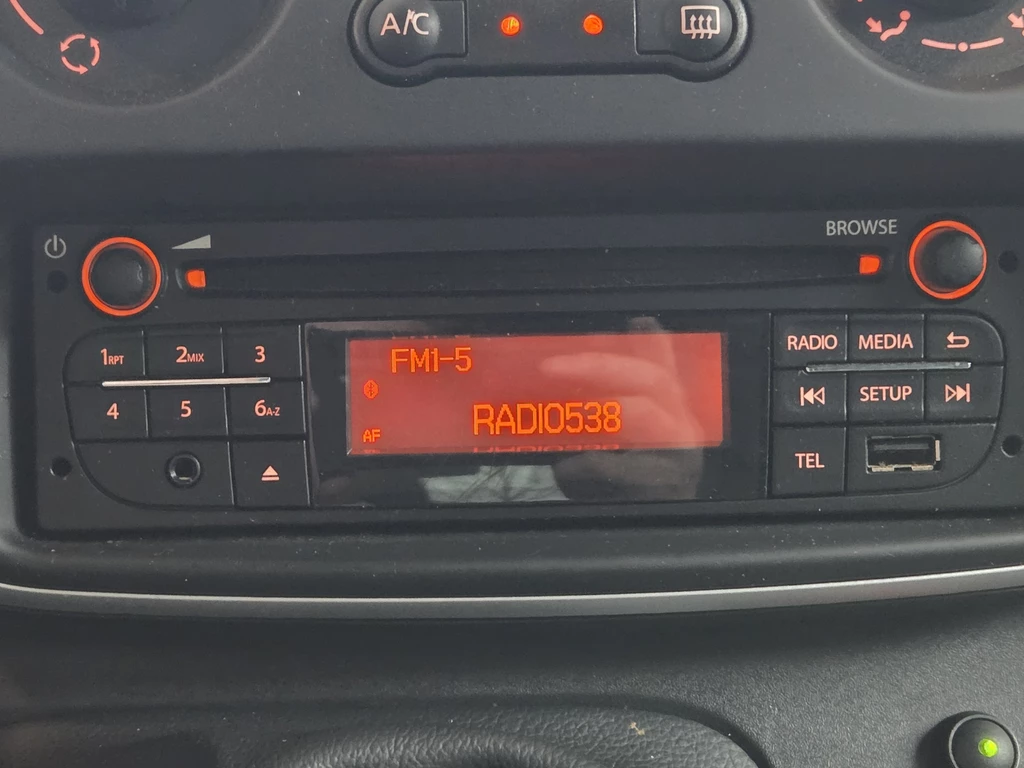 A/C
BROWSE
1RPT 2MIX 3
4 5 6A-Z
FM1-5
AF
RADIO538
RADIO MEDIA
SETUP
TEL